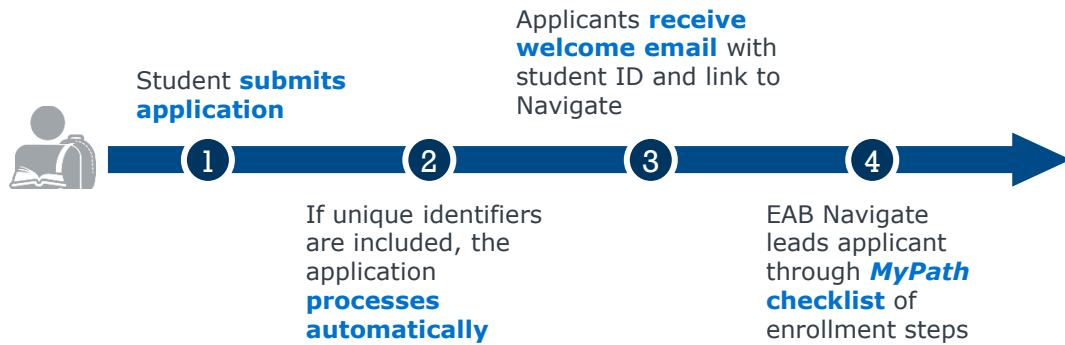 Student submits
application
1
If unique identifiers
are included, the
application
processes
automatically
2
Applicants receive
welcome email with
student ID and link to
Navigate
3
EAB Navigate
leads applicant
through MyPath
checklist of
enrollment steps
4